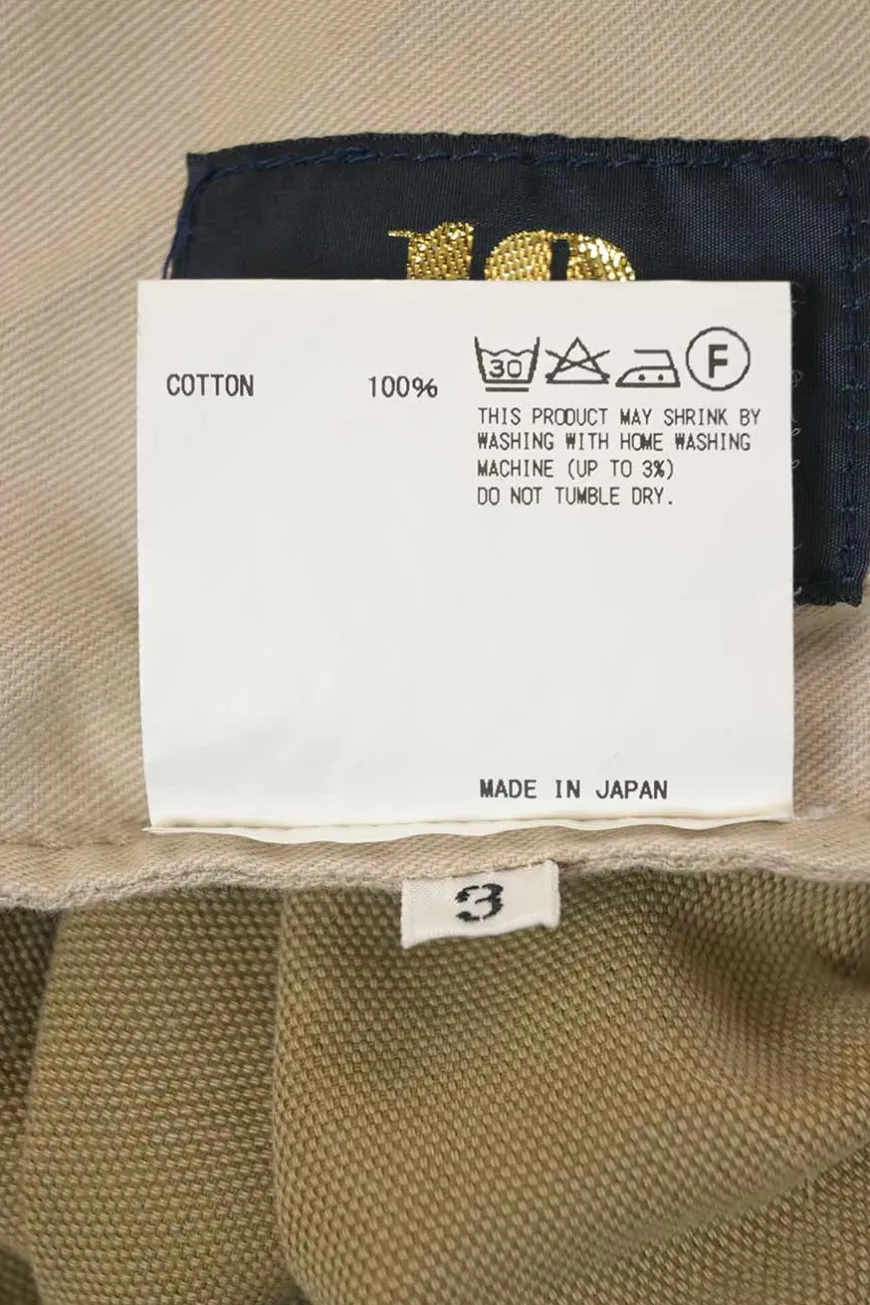 COTTON 100%
30
F
THIS PRODUCT MAY SHRINK BY
WASHING WITH HOME WASHING
MACHINE (UP TO 3%)
DO NOT TUMBLE DRY.
MADE IN JAPAN
3